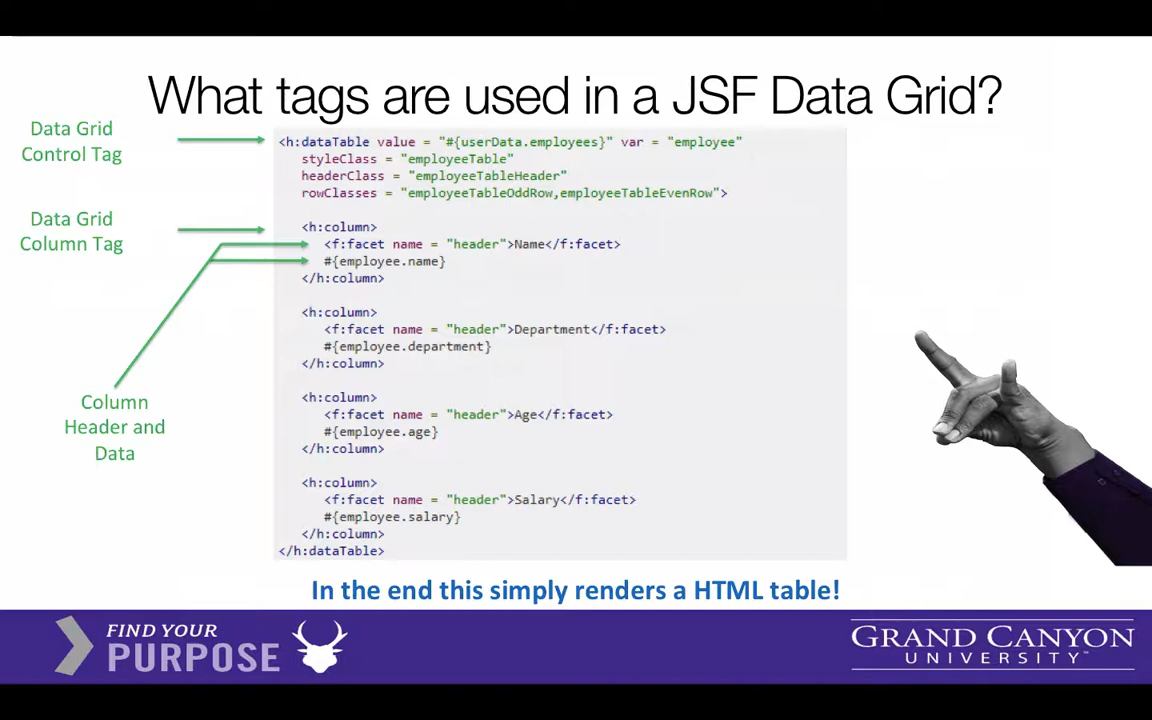 What tags are used in a JSF Data Grid?
Data Grid
Control Tag
<h:dataTable value = "#{userData.employees}" var = "employee"
styleClass = "employeeTable"
headerClass = "employeeTableHeader"
rowClasses = "employeeTableOddRow,employeeTableEvenRow">
Data Grid
Column Tag
<h:column>
<f:facet name = "header">Name</f:facet>
#{employee.name}
</h:column>
<h:column>
<f:facet name = "header">Department</f:facet>
#{employee.department}
</h:column>
Column
Header and
Data
<h:column>
<f:facet name = "header">Age</f:facet>
#{employee.age}
</h:column>
<h:column>
<f:facet name = "header">Salary</f:facet>
#{employee.salary}
</h:column>
</h:dataTable>
In the end this simply renders a HTML table!
FIND YOUR
PURPOSE
GRAND CANYON
UNIVERSITY™